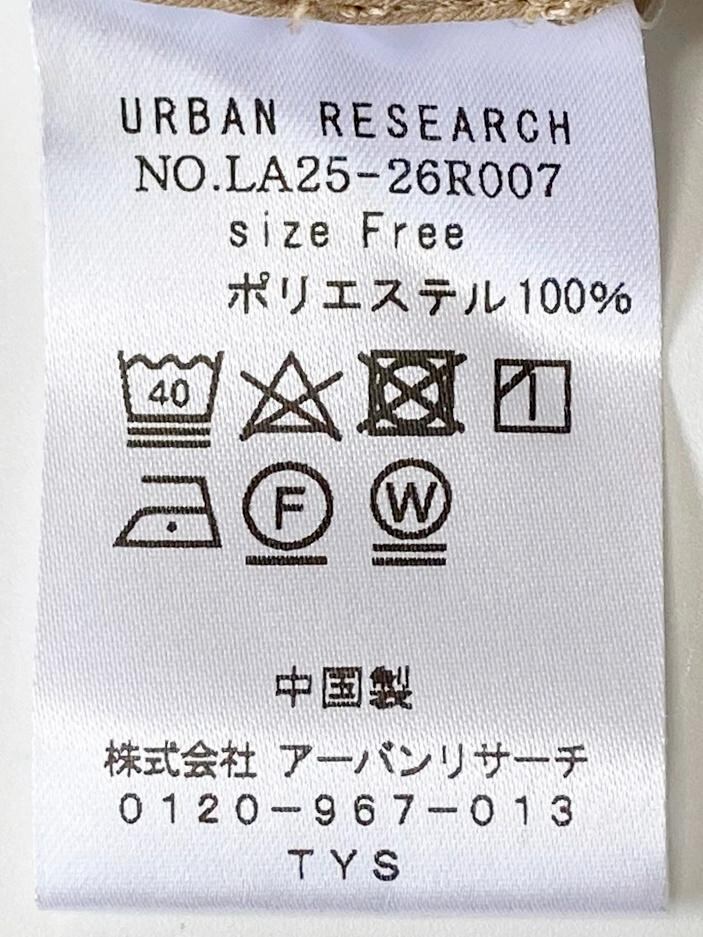 URBAN RESEARCH
NO.LA25-26R007
size Free
ポリエステル100%
40
F W
中国製
株式会社 アーバンリサーチ
0120-967-013
TYS